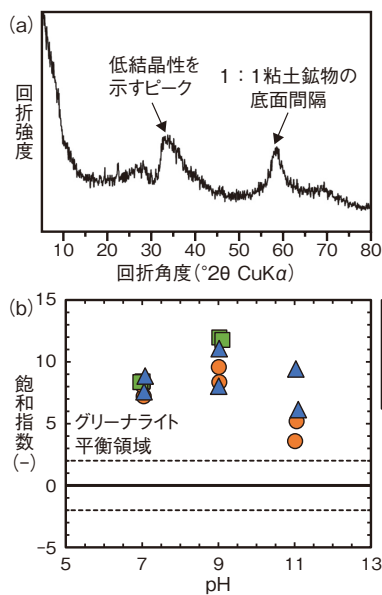 (a)
低結晶性を
示すピーク
1：1粘土鉱物の
底面間隔
回折強度
10 20 30 40 50 60 70 80
回折角度(°2θ CuKα)
(b)
15
10
5
0
-5
飽和指数(-)
グリーナライト
平衡領域
5 7 9 11 13
pH